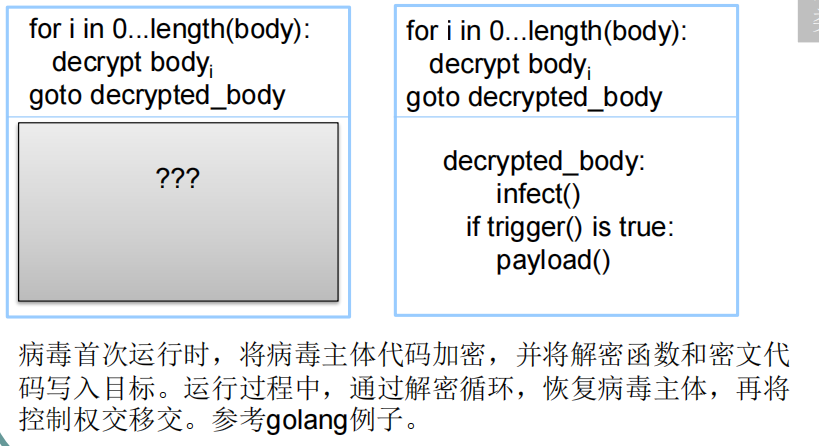 for i in 0...length(body):
decrypt bodyi
goto decrypted_body
???
for i in 0...length(body):
decrypt bodyi
goto decrypted_body
decrypted_body:
infect()
if trigger() is true:
payload()
病毒首次运行时，将病毒主体代码加密，并将解密函数和密文代
码写入目标。运行过程中，通过解密循环，恢复病毒主体，再将
控制权交移交。参考golang例子。